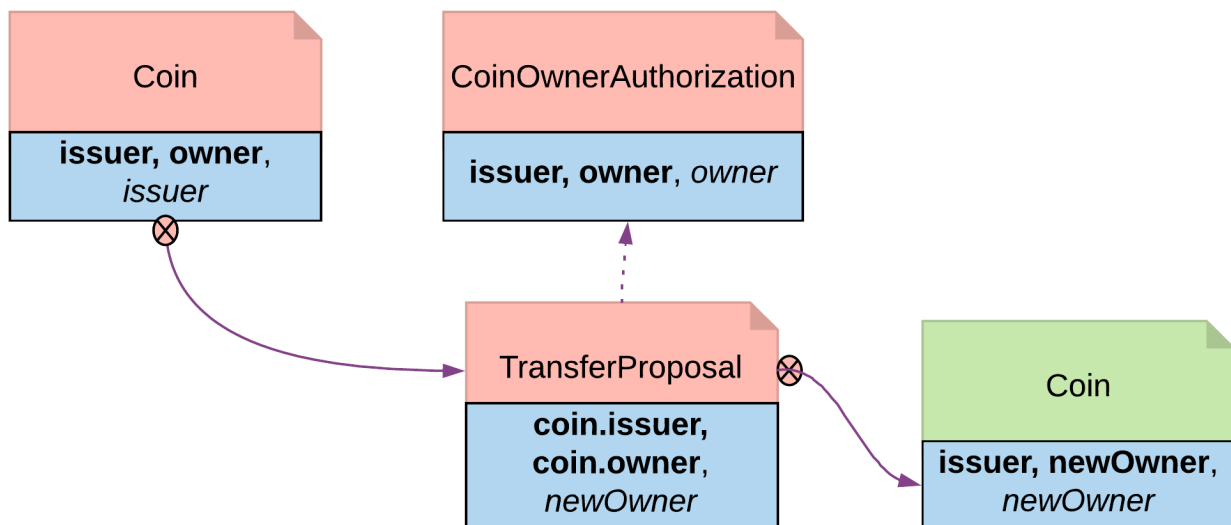 Coin
issuer, owner,
issuer
CoinOwnerAuthorization
issuer, owner, owner
TransferProposal
coin.issuer,
coin.owner,
newOwner
Coin
issuer, newOwner,
newOwner